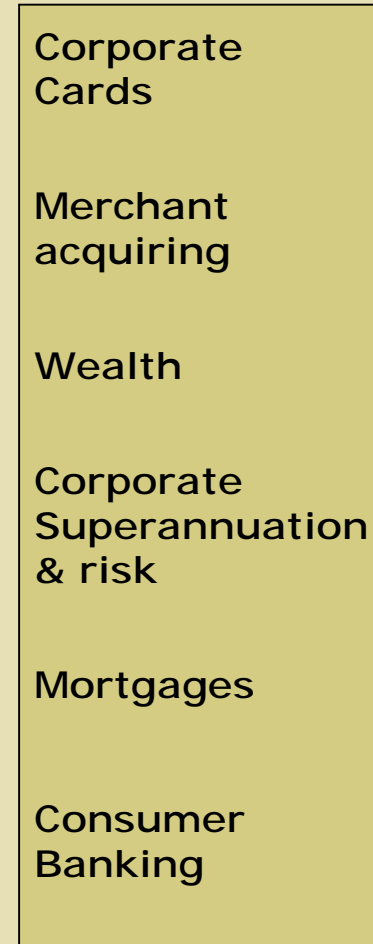 Corporate
Cards
Merchant
acquiring
Wealth
Corporate
Superannuation
& risk
Mortgages
Consumer
Banking